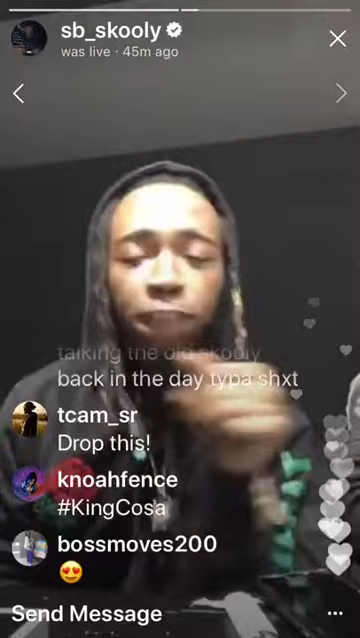 sb_skooly
was live · 45m ago
talking the old skooly
back in the day typa shxt
tcam_sr
Drop this!
knoahfence
#KingCosa
bossmoves200
😍
Send Message